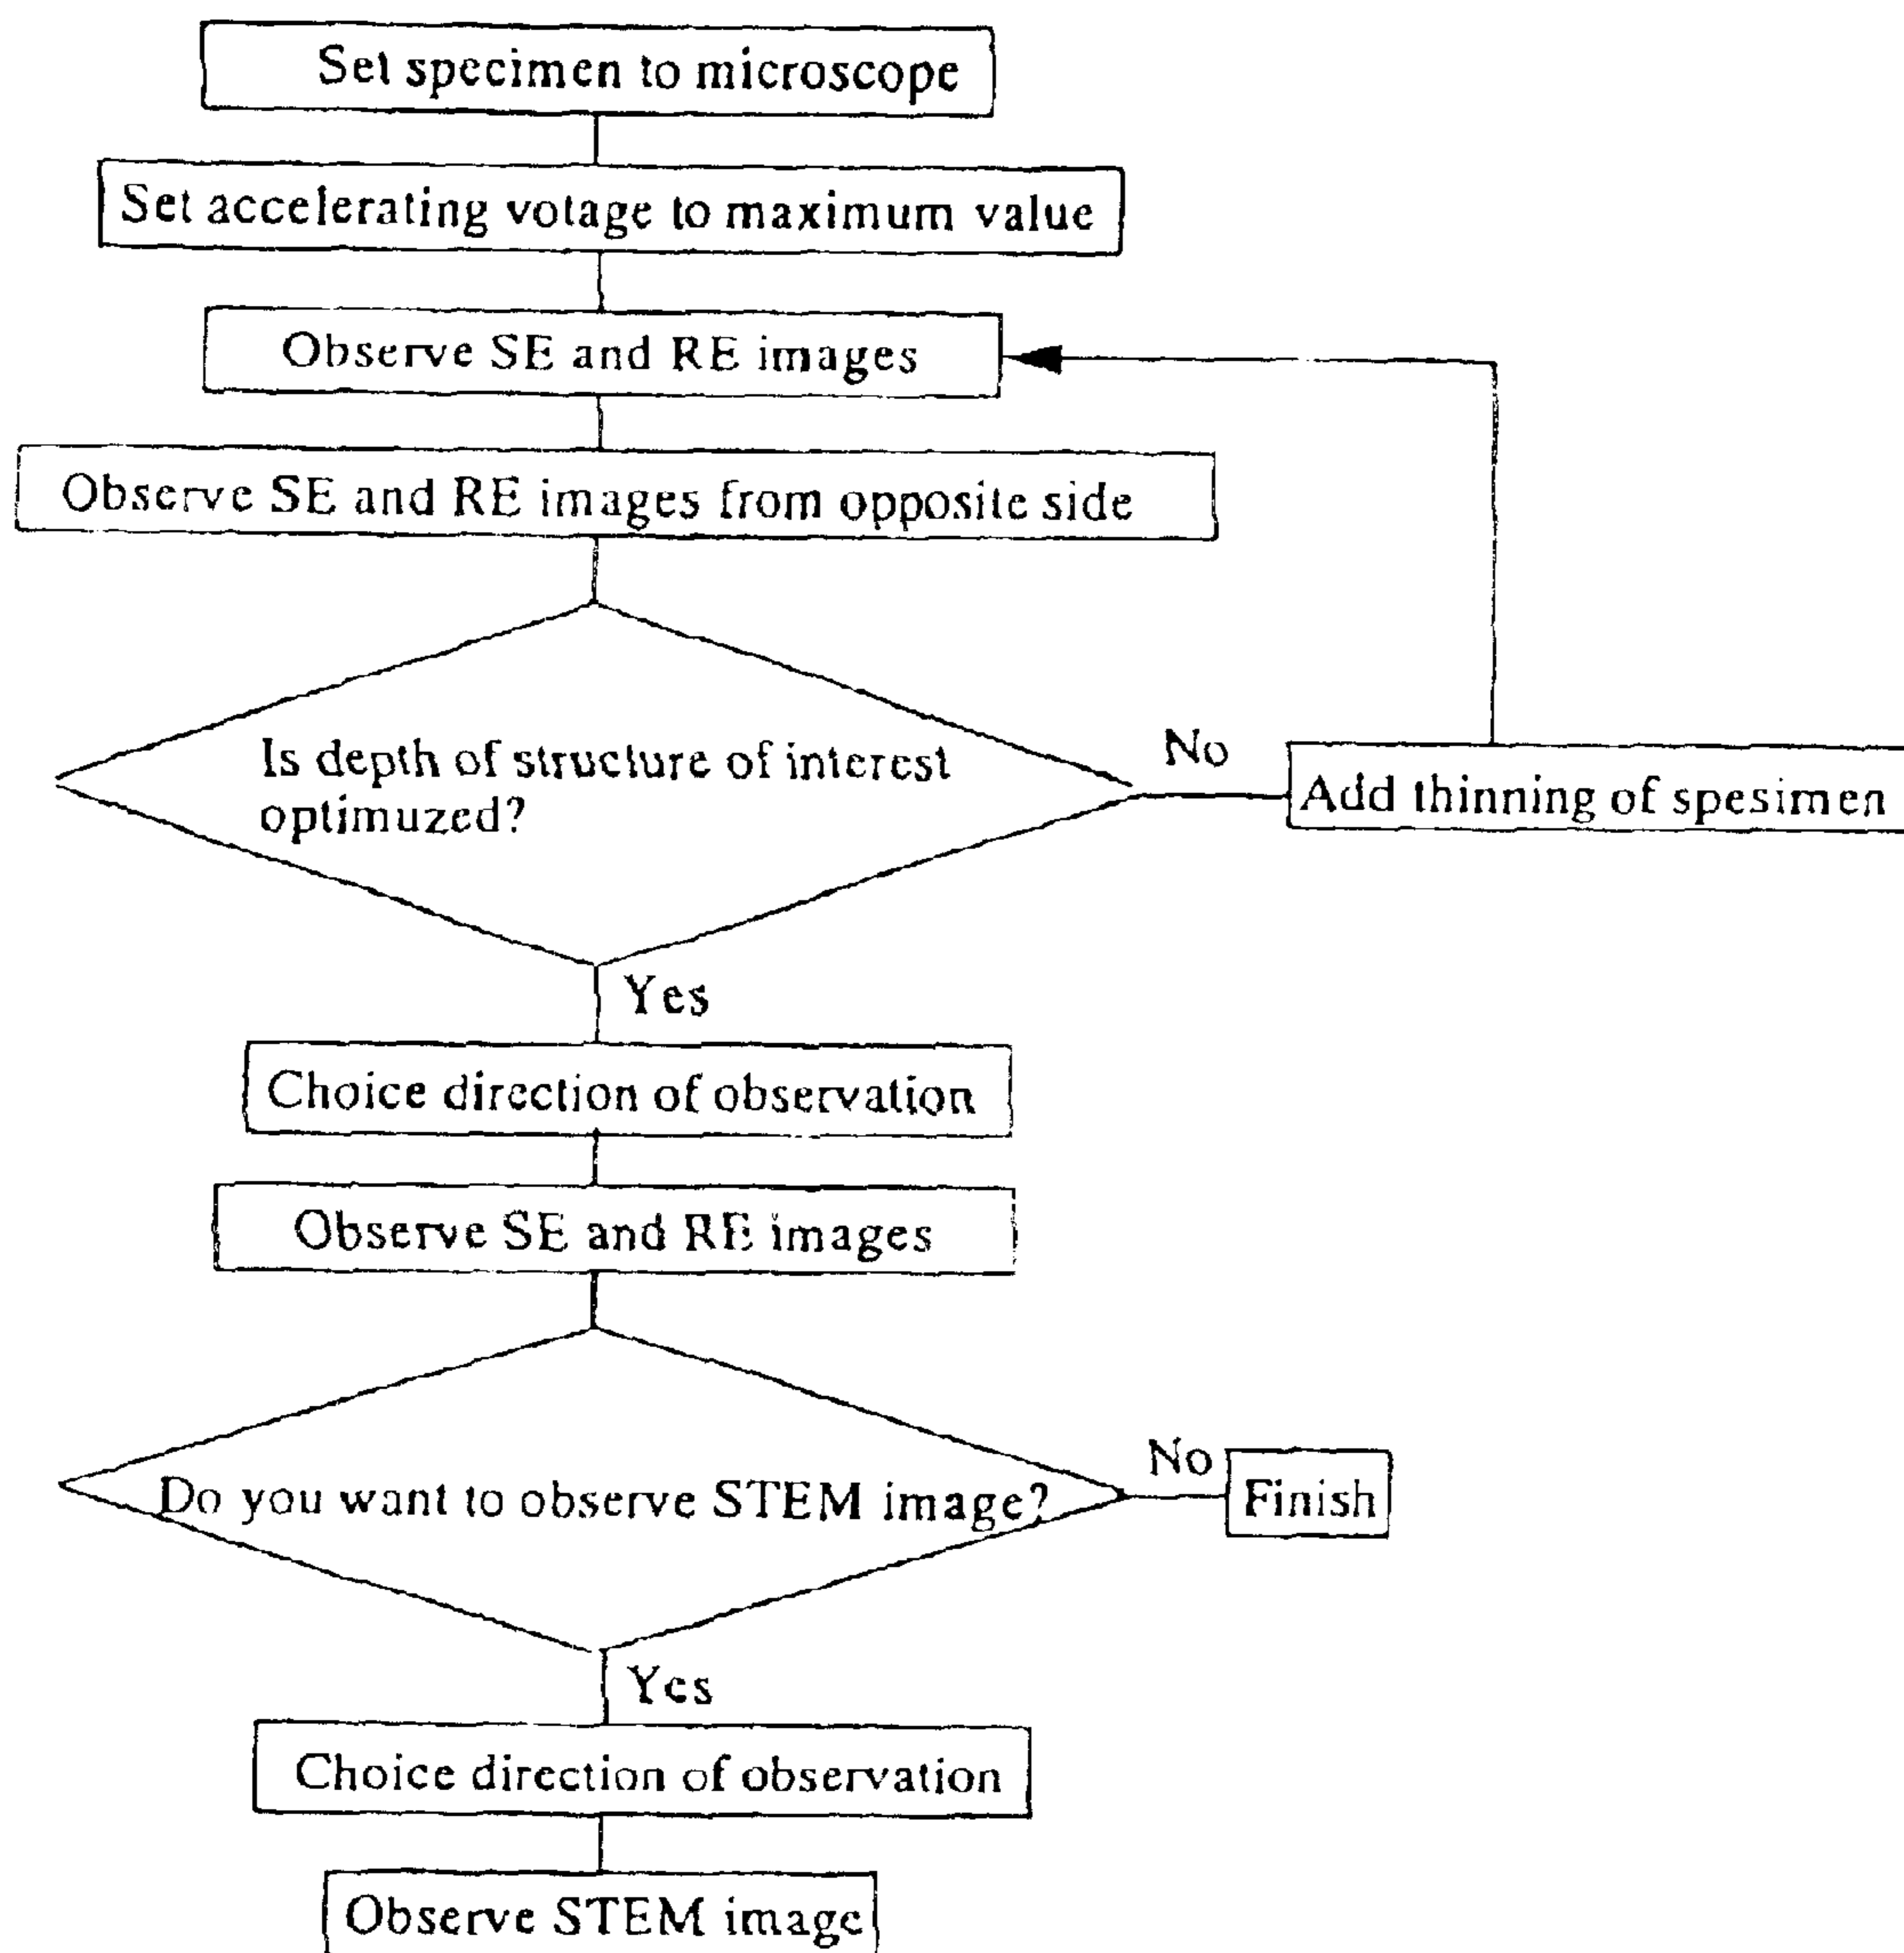 Set specimen to microscope
Set accelerating votage to maximum value
Observe SE and RE images
Observe SE and RE images from opposite side
Is depth of structure of interest
optimuzed?
No
Add thinning of spesimen
Yes
Choice direction of observation
Observe SE and RE images
Do you want to observe STEM image?
No
Finish
Yes
Choice direction of observation
Observe STEM image